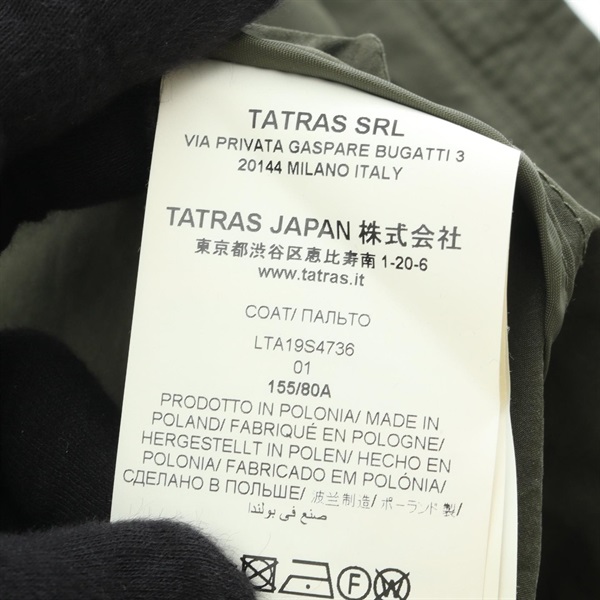 TATRAS SRL
VIA PRIVATA GASPARE BUGATTI 3
20144 MILANO ITALY
TATRAS JAPAN 株式会社
東京都渋谷区恵比寿南 1-20-6
www.tatras.it
COAT/ ПАЛЬТО
LTA19S4736
01
155/80A
PRODOTTO IN POLONIA/ MADE IN
POLAND/ FABRIQUÉ EN POLOGNE/
HERGESTELLT IN POLEN/ HECHO EN
POLONIA/ FABRICADO EM POLÓNIA/
СДЕЛАНО В ПОЛЬШЕ/ 波兰制造/ ポーランド 製/
صنع في بولندا
F W